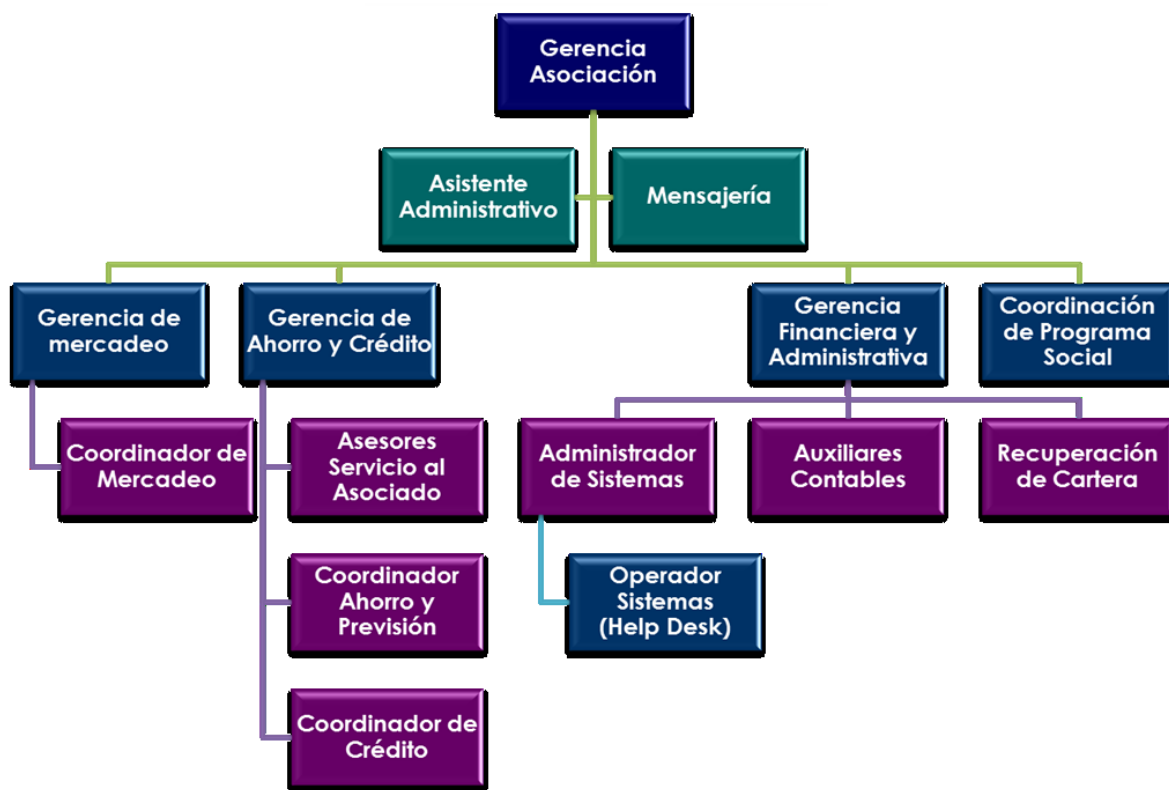 Gerencia
Asociación
Asistente
Administrativo
Mensajería
Gerencia de
mercadeo
Gerencia de
Ahorro y Crédito
Gerencia
Financiera y
Administrativa
Coordinación
de Programa
Social
Coordinador de
Mercadeo
Asesores
Servicio al
Asociado
Administrador
de Sistemas
Auxiliares
Contables
Recuperación
de Cartera
Coordinador
Ahorro y
Previsión
Operador
Sistemas
(Help Desk)
Coordinador de
Crédito